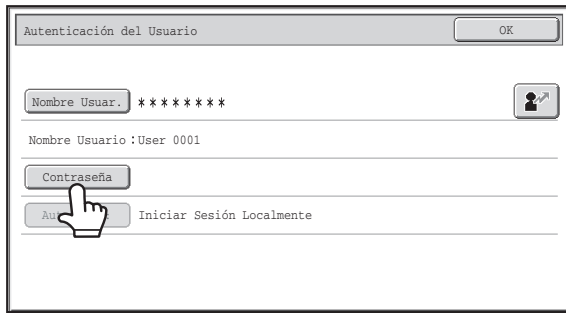 Autenticación del Usuario OK
Nombre Usuar. ********
Nombre Usuario:User 0001
Contraseña
Iniciar Sesión Localmente